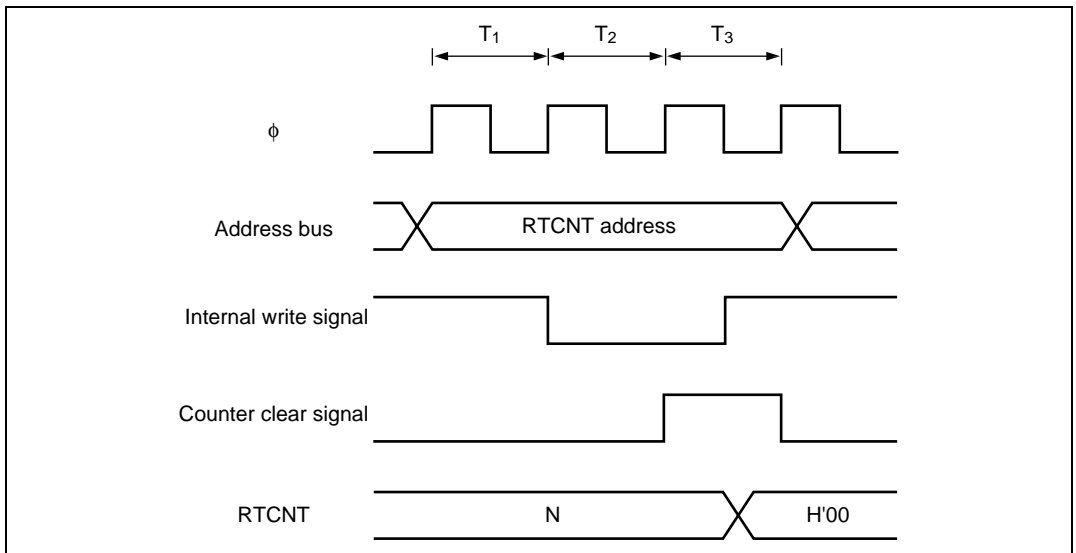 T1 T2 T3
ϕ
Address bus
RTCNT address
Internal write signal
Counter clear signal
RTCNT
N
H'00